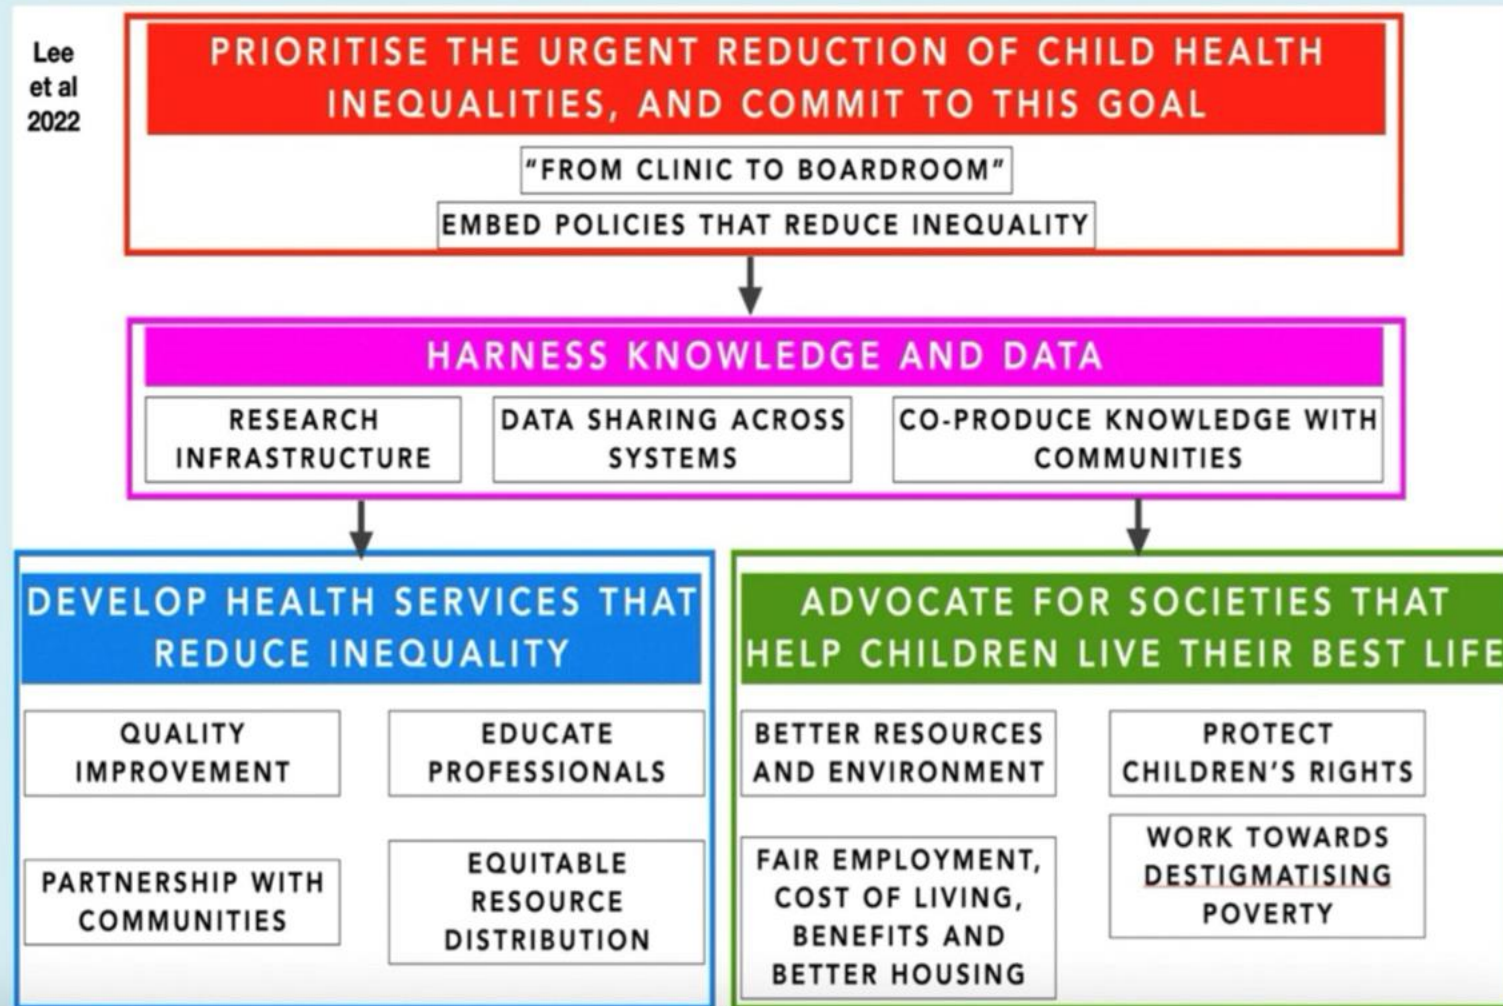 Lee
et al
2022
PRIORITISE THE URGENT REDUCTION OF CHILD HEALTH
INEQUALITIES, AND COMMIT TO THIS GOAL
"FROM CLINIC TO BOARDROOM"
EMBED POLICIES THAT REDUCE INEQUALITY
HARNESS KNOWLEDGE AND DATA
RESEARCH
INFRASTRUCTURE
DATA SHARING ACROSS
SYSTEMS
CO-PRODUCE KNOWLEDGE WITH
COMMUNITIES
DEVELOP HEALTH SERVICES THAT
REDUCE INEQUALITY
QUALITY
IMPROVEMENT
EDUCATE
PROFESSIONALS
PARTNERSHIP WITH
COMMUNITIES
EQUITABLE
RESOURCE
DISTRIBUTION
ADVOCATE FOR SOCIETIES THAT
HELP CHILDREN LIVE THEIR BEST LIFE
BETTER RESOURCES
AND ENVIRONMENT
PROTECT
CHILDREN'S RIGHTS
FAIR EMPLOYMENT,
COST OF LIVING,
BENEFITS AND
BETTER HOUSING
WORK TOWARDS
DESTIGMATISING
POVERTY